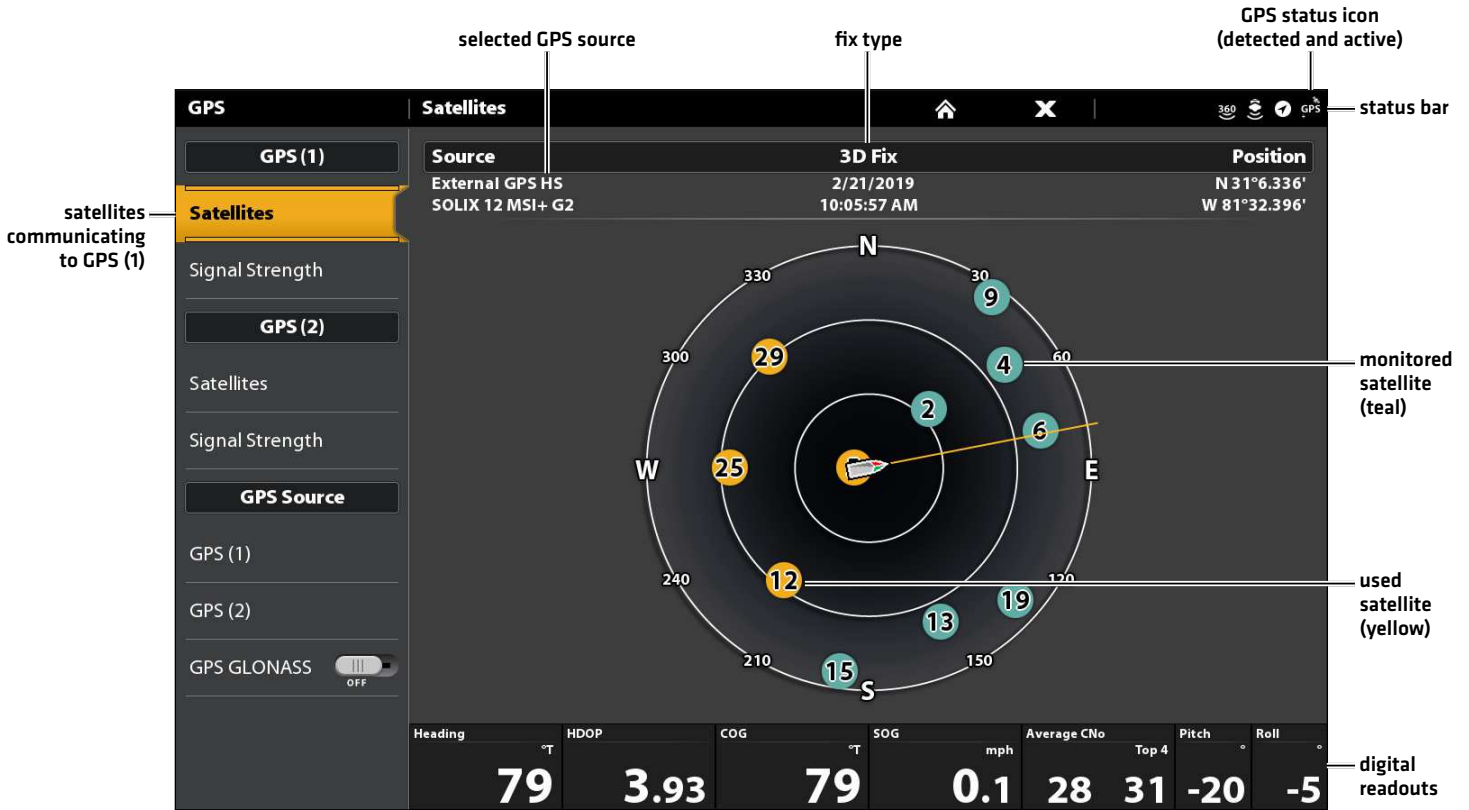 GPS status icon
(detected and active)
selected GPS source
fix type
GPS
Satellites
360
GPS
status bar
GPS (1)
Satellites
Signal Strength
GPS (2)
Satellites
Signal Strength
GPS Source
GPS (1)
GPS (2)
GPS GLONASS
OFF
satellites
communicating
to GPS (1)
Source
3D Fix
Position
External GPS HS
2/21/2019
N 31°6.336'
SOLIX 12 MSI+ G2
10:05:57 AM
W 81°32.396'
N
330
30
9
300
29
4
60
2
6
W
25
E
240
12
120
19
13
210
15
150
S
monitored
satellite
(teal)
used
satellite
(yellow)
Heading
°T
79
HDOP
3.93
COG
°T
79
SOG
mph
0.1
Average CNo
Top 4
28
31
Pitch
°
-20
Roll
°
-5
digital
readouts